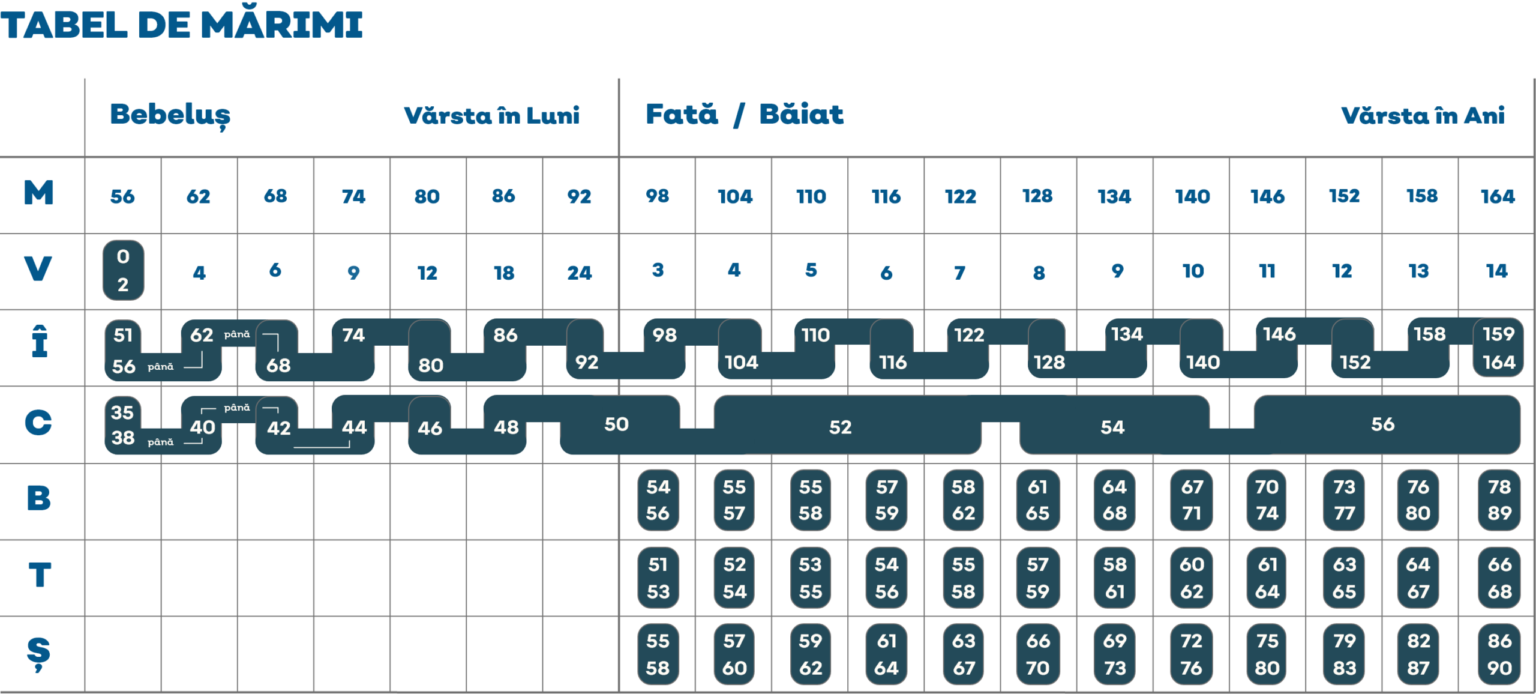 TABEL DE MĂRIMI
Bebeluș Vărsta în Luni Fată / Băiat Vărsta în Ani
M 56 62 68 74 80 86 92 98 104 110 116 122 128 134 140 146 152 158 164
V 0 2 4 6 9 12 18 24 3 4 5 6 7 8 9 10 11 12 13 14
Î 51 62 până 74 86 98 110 122 134 146 158 159
56 până 68 80 92 104 116 128 140 152 164
C 35 până 50 52 54 56
38 până 40 42 44 46 48
B 54 55 55 57 58 61 64 67 70 73 76 78
56 57 58 59 62 65 68 71 74 77 80 89
T 51 52 53 54 55 57 58 60 61 63 64 66
53 54 55 56 58 59 61 62 64 65 67 68
Ș 55 57 59 61 63 66 69 72 75 79 82 86
58 60 62 64 67 70 73 76 80 83 87 90